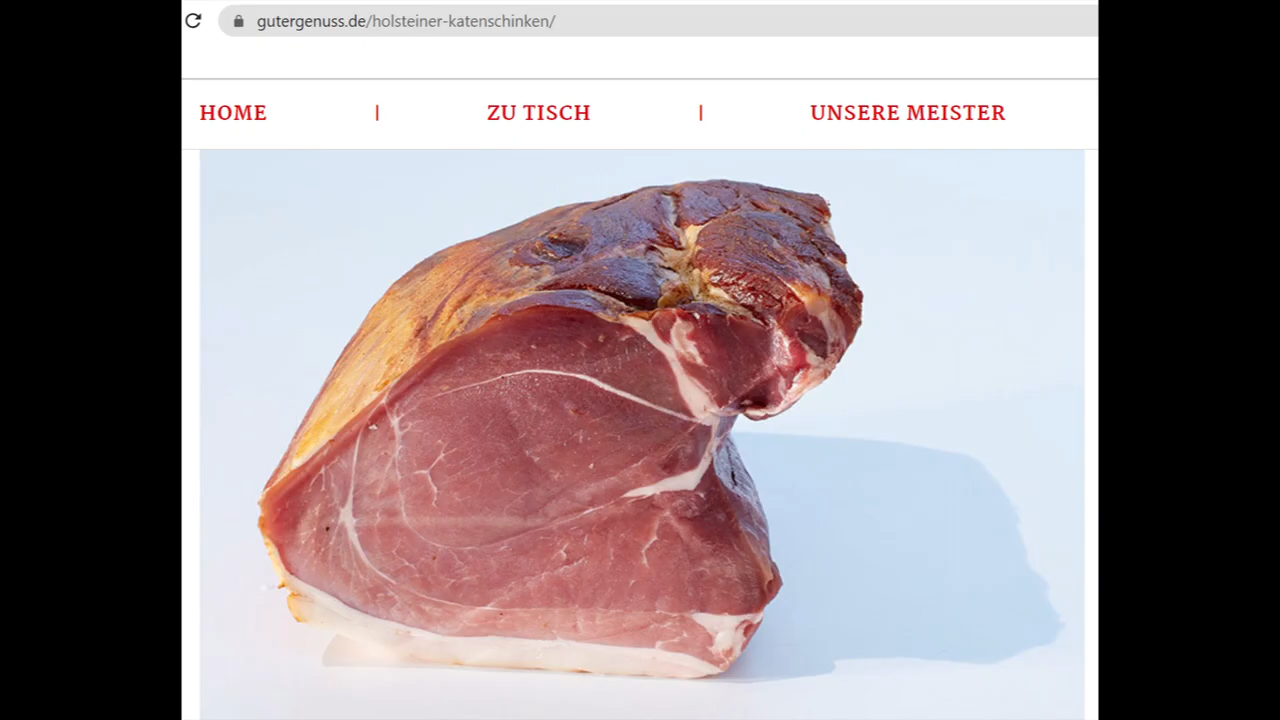 gutergenuss.de/holsteiner-katenschinken/
HOME | ZU TISCH | UNSERE MEISTER